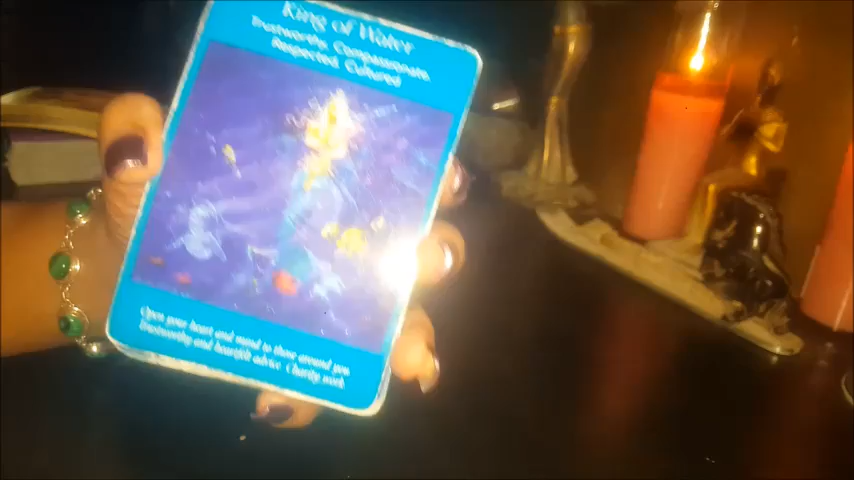 King of Water
Trustworthy, Compassionate,
Respected, Cultured
Open your heart and mind to those around you
Trustworthy and heartfelt advice. Charity work.